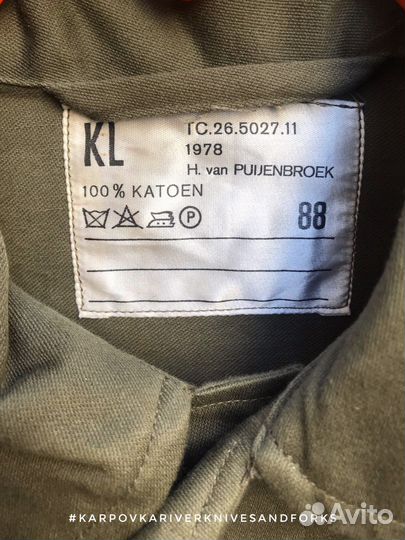 KL
TC.26.5027.11
1978
H. van PUIJENBROEK
100% KATOEN
P
88
#KARPOVKARIVERKNIVESANDFORKS
Avito